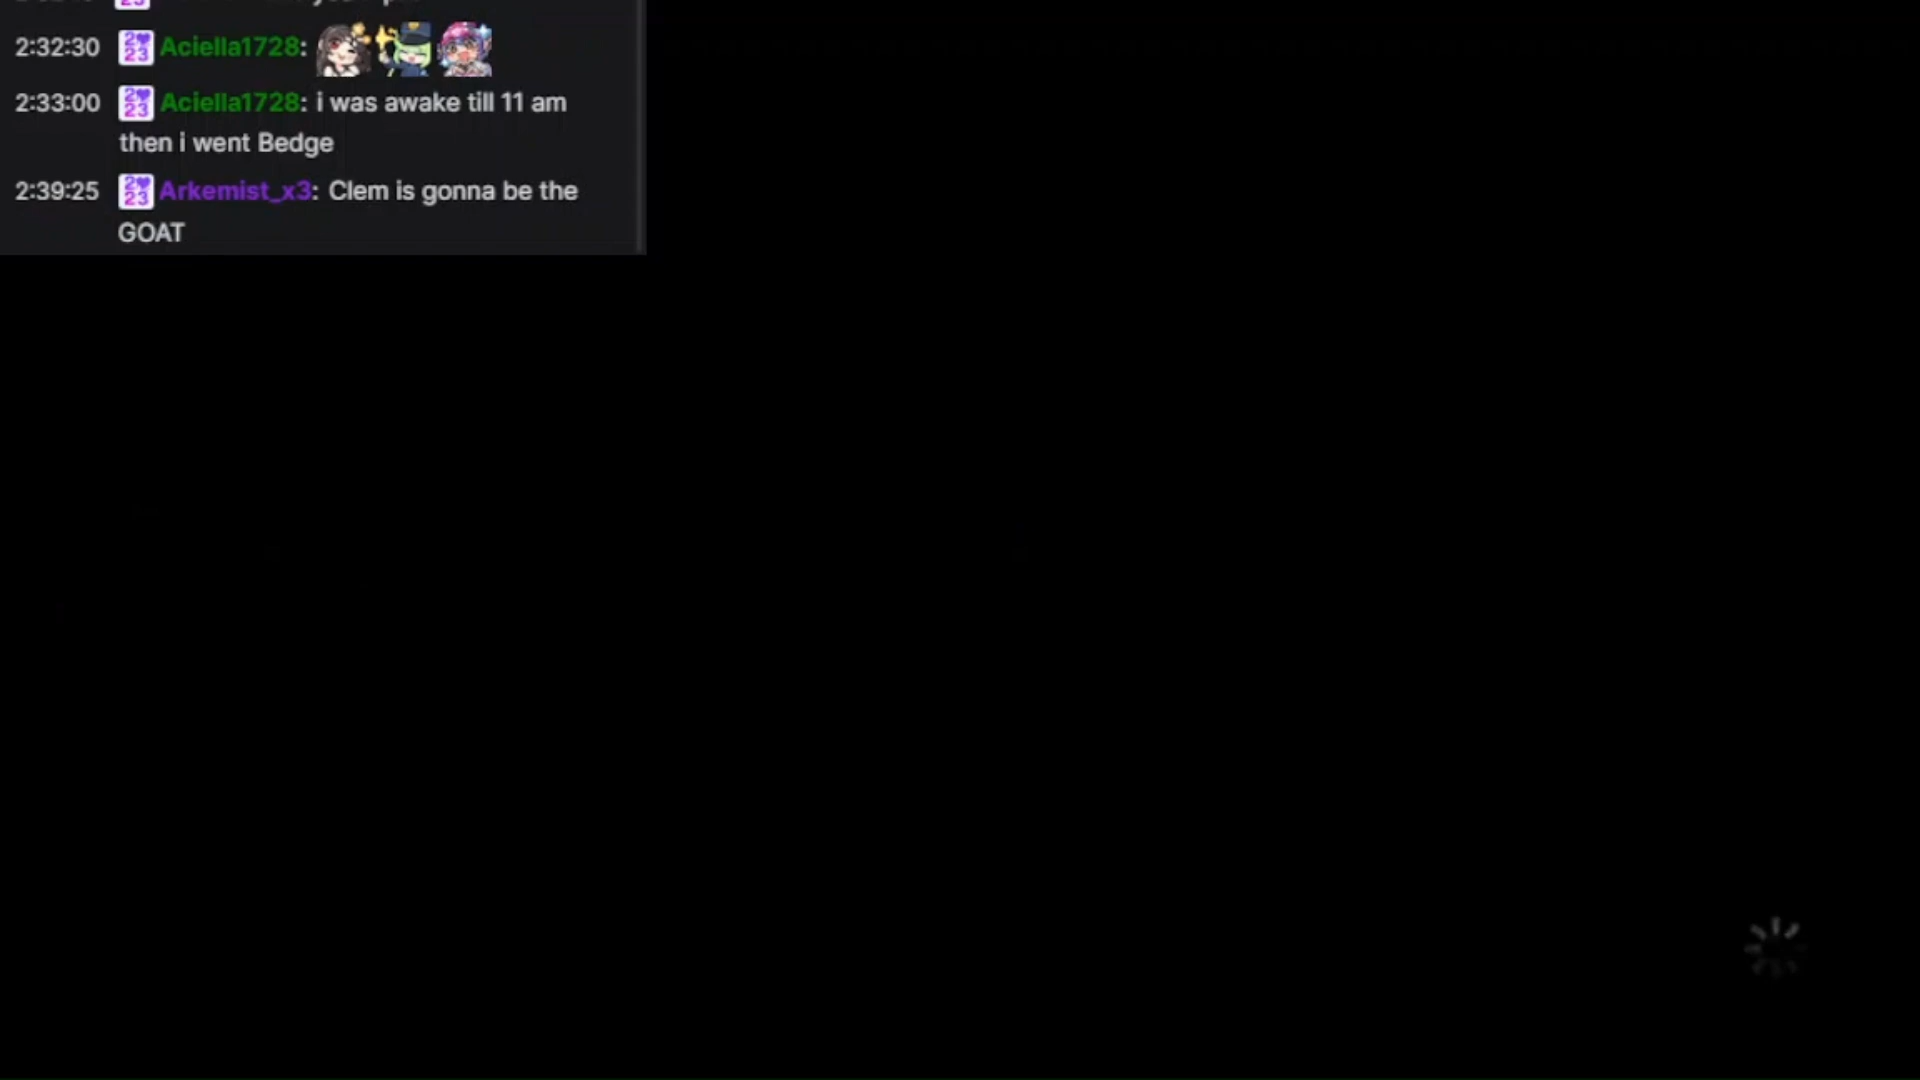 2:32:30 Aciella1728:
2:33:00 Aciella1728: i was awake till 11 am
then i went Bedge
2:39:25 Arkemist_x3: Clem is gonna be the
GOAT